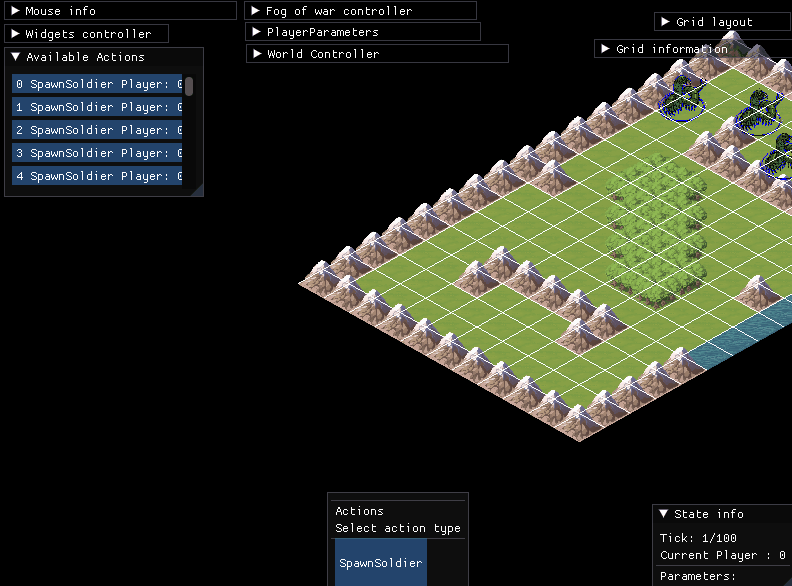 Mouse info
Fog of war controller
Grid layout
Widgets controller
PlayerParameters
Grid information
Available Actions
World Controller
0 SpawnSoldier Player: 0
1 SpawnSoldier Player: 0
2 SpawnSoldier Player: 0
3 SpawnSoldier Player: 0
4 SpawnSoldier Player: 0
Actions
Select action type
SpawnSoldier
State info
Tick: 1/100
Current Player : 0
Parameters: